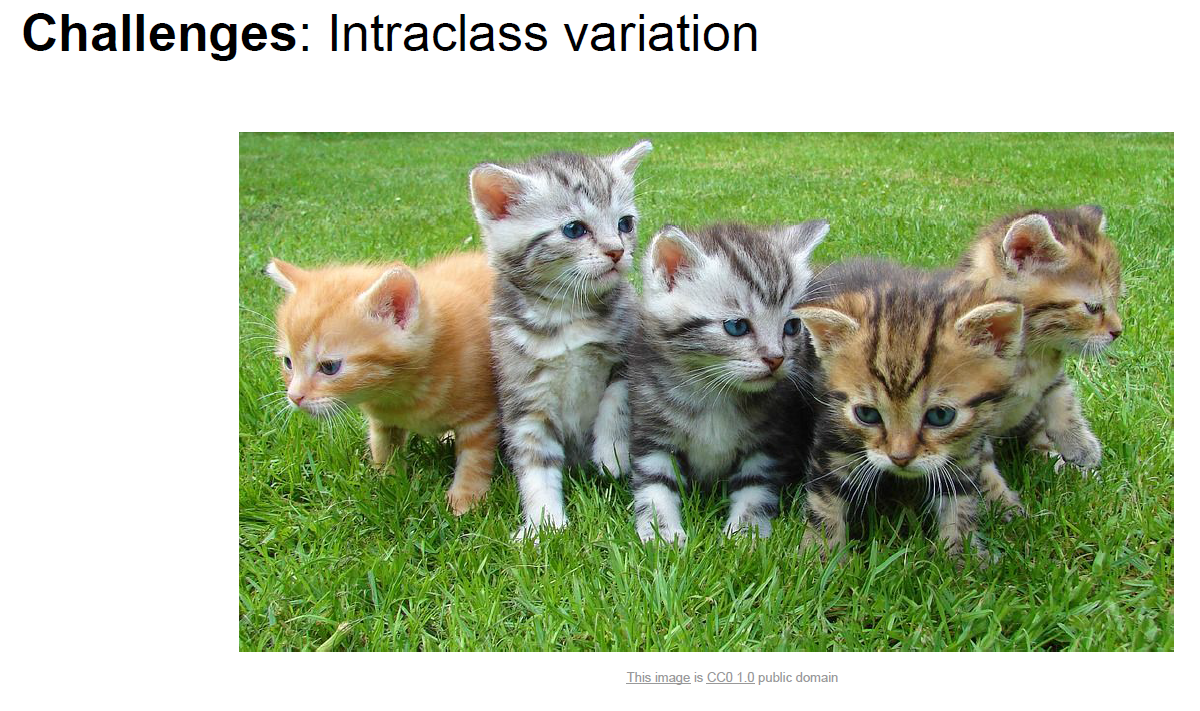 Challenges: Intraclass variation
This image is CC0 1.0 public domain